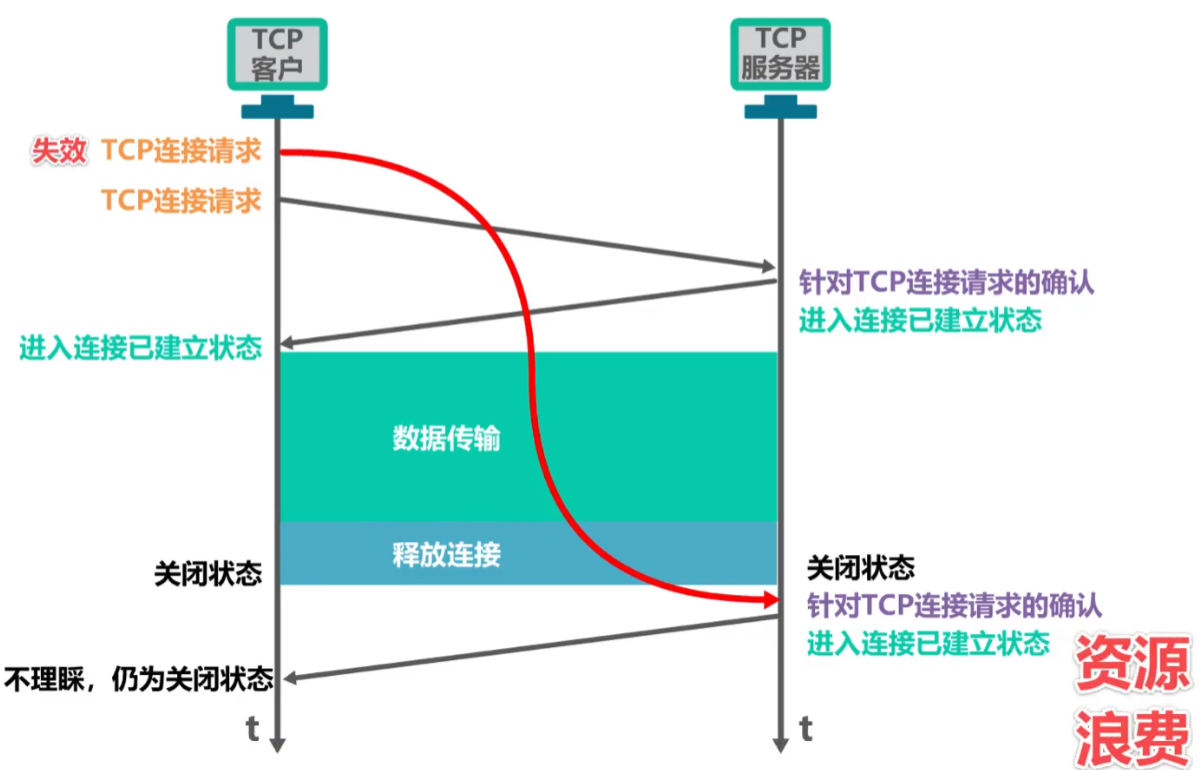 TCP
客户
TCP
服务器
失效 TCP连接请求
TCP连接请求
针对TCP连接请求的确认
进入连接已建立状态
进入连接已建立状态
数据传输
释放连接
关闭状态
关闭状态
针对TCP连接请求的确认
进入连接已建立状态
不理睬，仍为关闭状态
资源
浪费
t
t